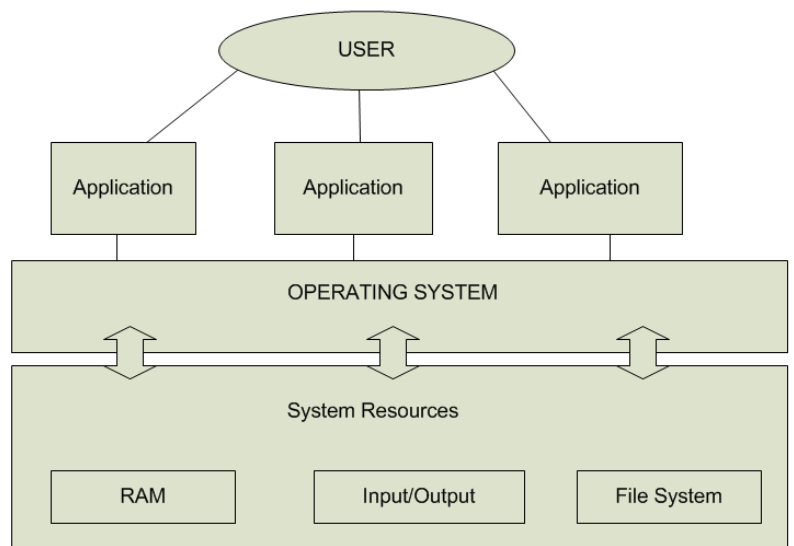 USER
Application
Application
Application
OPERATING SYSTEM
System Resources
RAM
Input/Output
File System